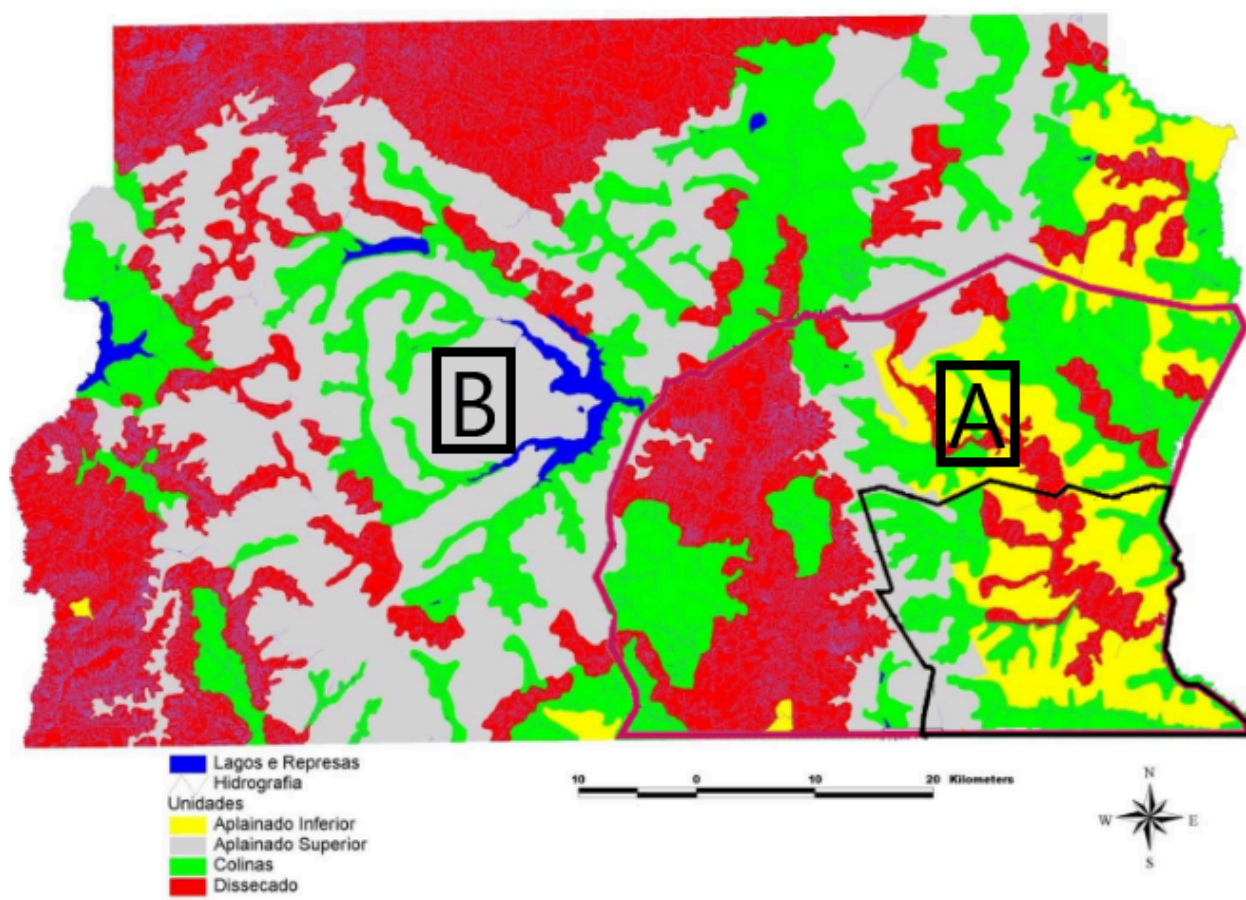 B
A
Lagos e Represas
Hidrografia
Unidades
Aplainado Inferior
Aplainado Superior
Colinas
Dissecado
10 0 10 20 Kilometers
N
W E
S